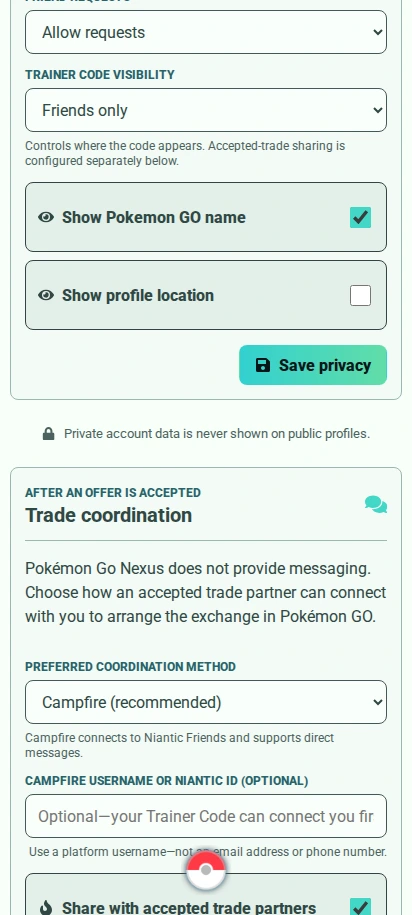 Allow requests
TRAINER CODE VISIBILITY
Friends only
Controls where the code appears. Accepted-trade sharing is
configured separately below.
Show Pokemon GO name
Show profile location
Save privacy
Private account data is never shown on public profiles.
AFTER AN OFFER IS ACCEPTED
Trade coordination
Pokémon Go Nexus does not provide messaging.
Choose how an accepted trade partner can connect
with you to arrange the exchange in Pokémon GO.
PREFERRED COORDINATION METHOD
Campfire (recommended)
Campfire connects to Niantic Friends and supports direct
messages.
CAMPFIRE USERNAME OR NIANTIC ID (OPTIONAL)
Optional—your Trainer Code can connect you fir
Use a platform username—not email address or phone number.
Share with accepted trade partners